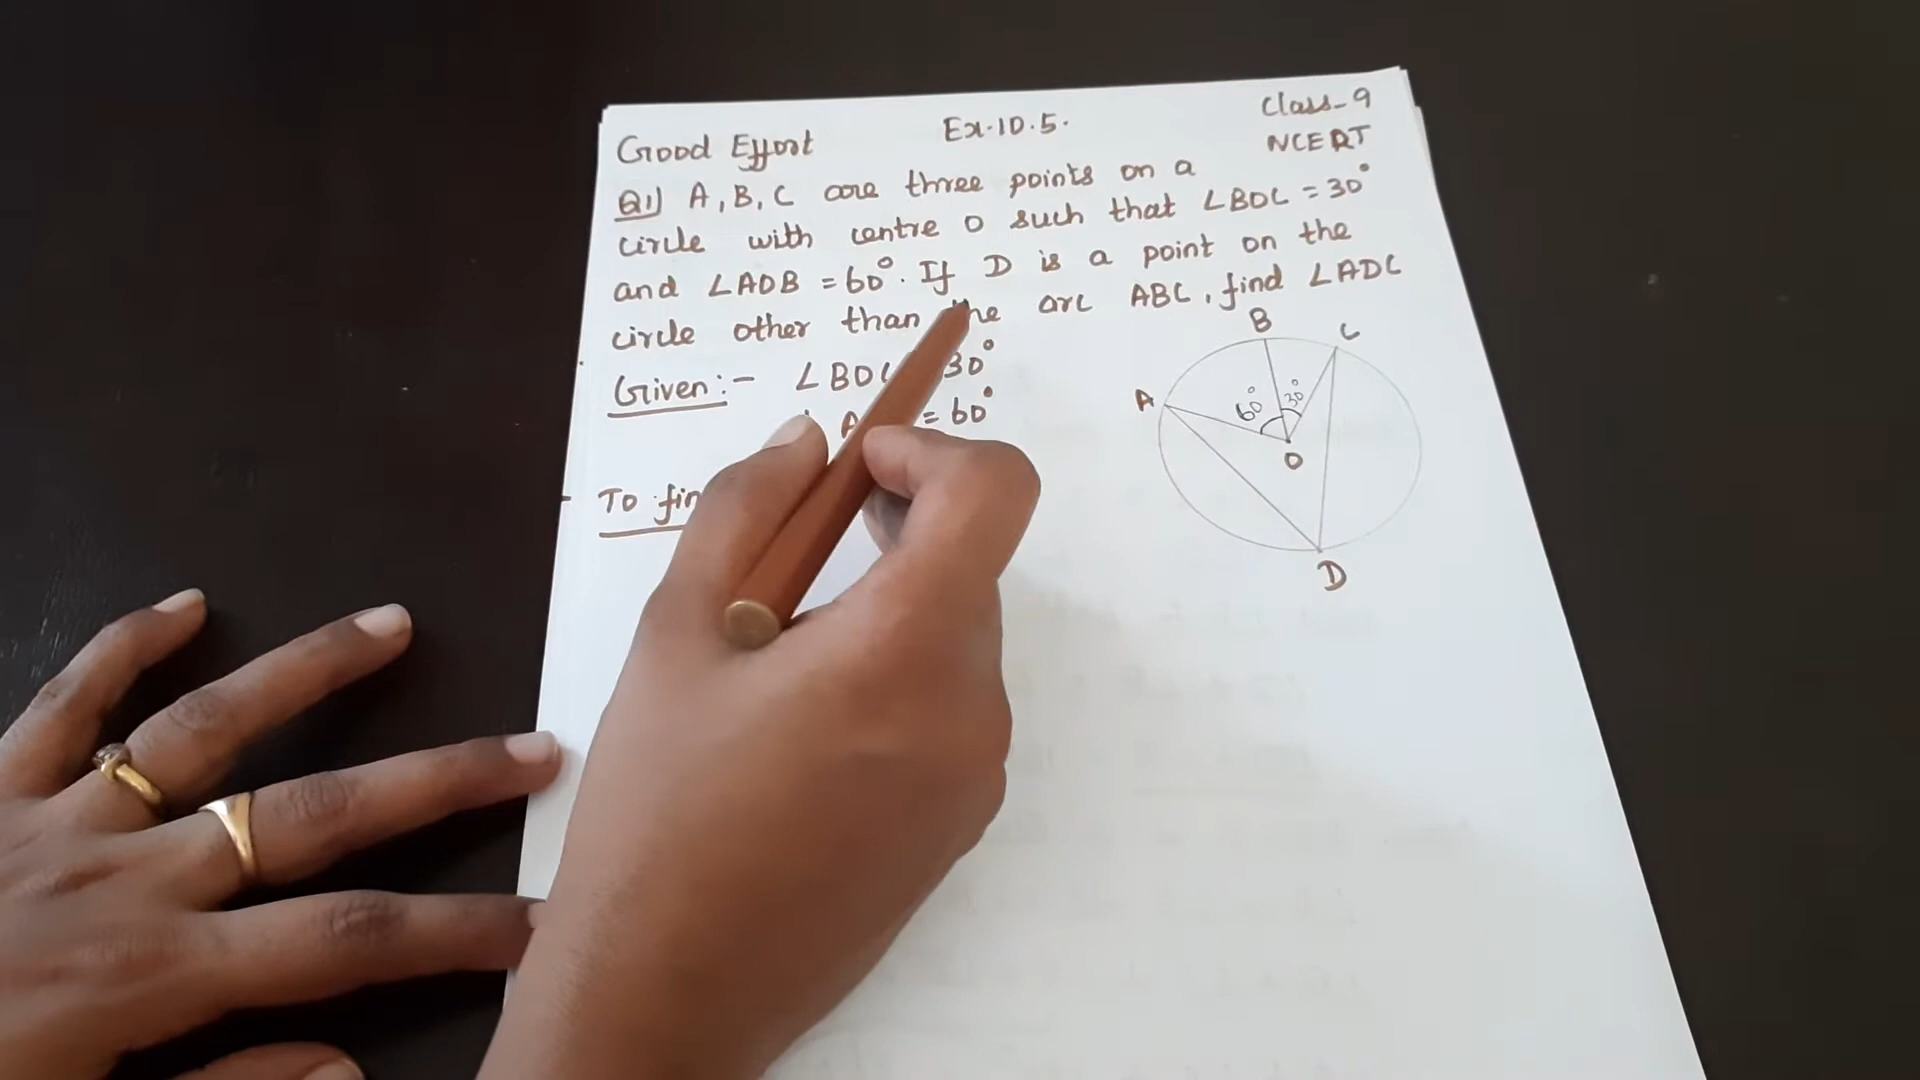 Good Effort Ex.10.5. Class-9
NCERT
Q1) A, B, C are three points on a
circle with centre O such that ∠BOC = 30°
and ∠AOB = 60°. If D is a point on the
circle other than the arc ABC, find ∠ADC
Given:- ∠BOC 30°
A = 60°
To
B C
A 60° 30°
O
D